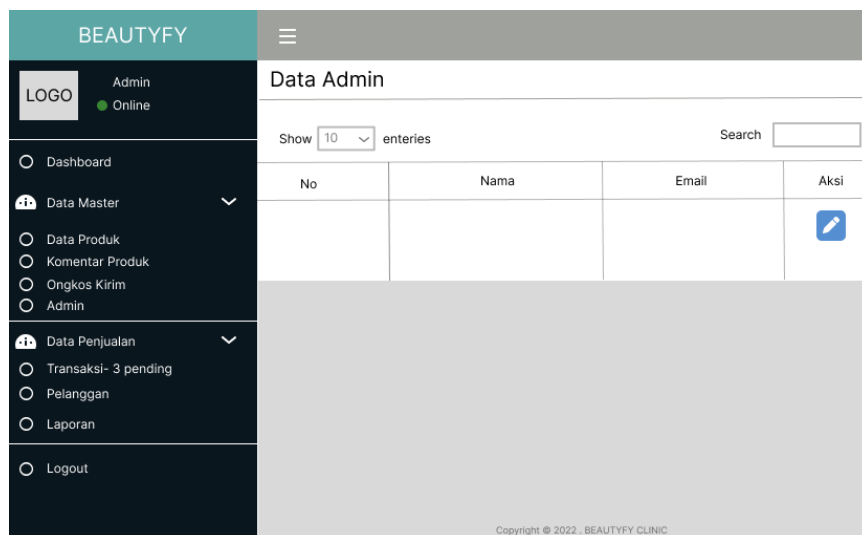 BEAUTYFY
LOGO
Admin
Online
Dashboard
Data Master
Data Produk
Komentar Produk
Ongkos Kirim
Admin
Data Penjualan
Transaksi- 3 pending
Pelanggan
Laporan
Logout
Data Admin
Show 10 enteries Search
No Nama Email Aksi
Copyright © 2022 . BEAUTYFY CLINIC